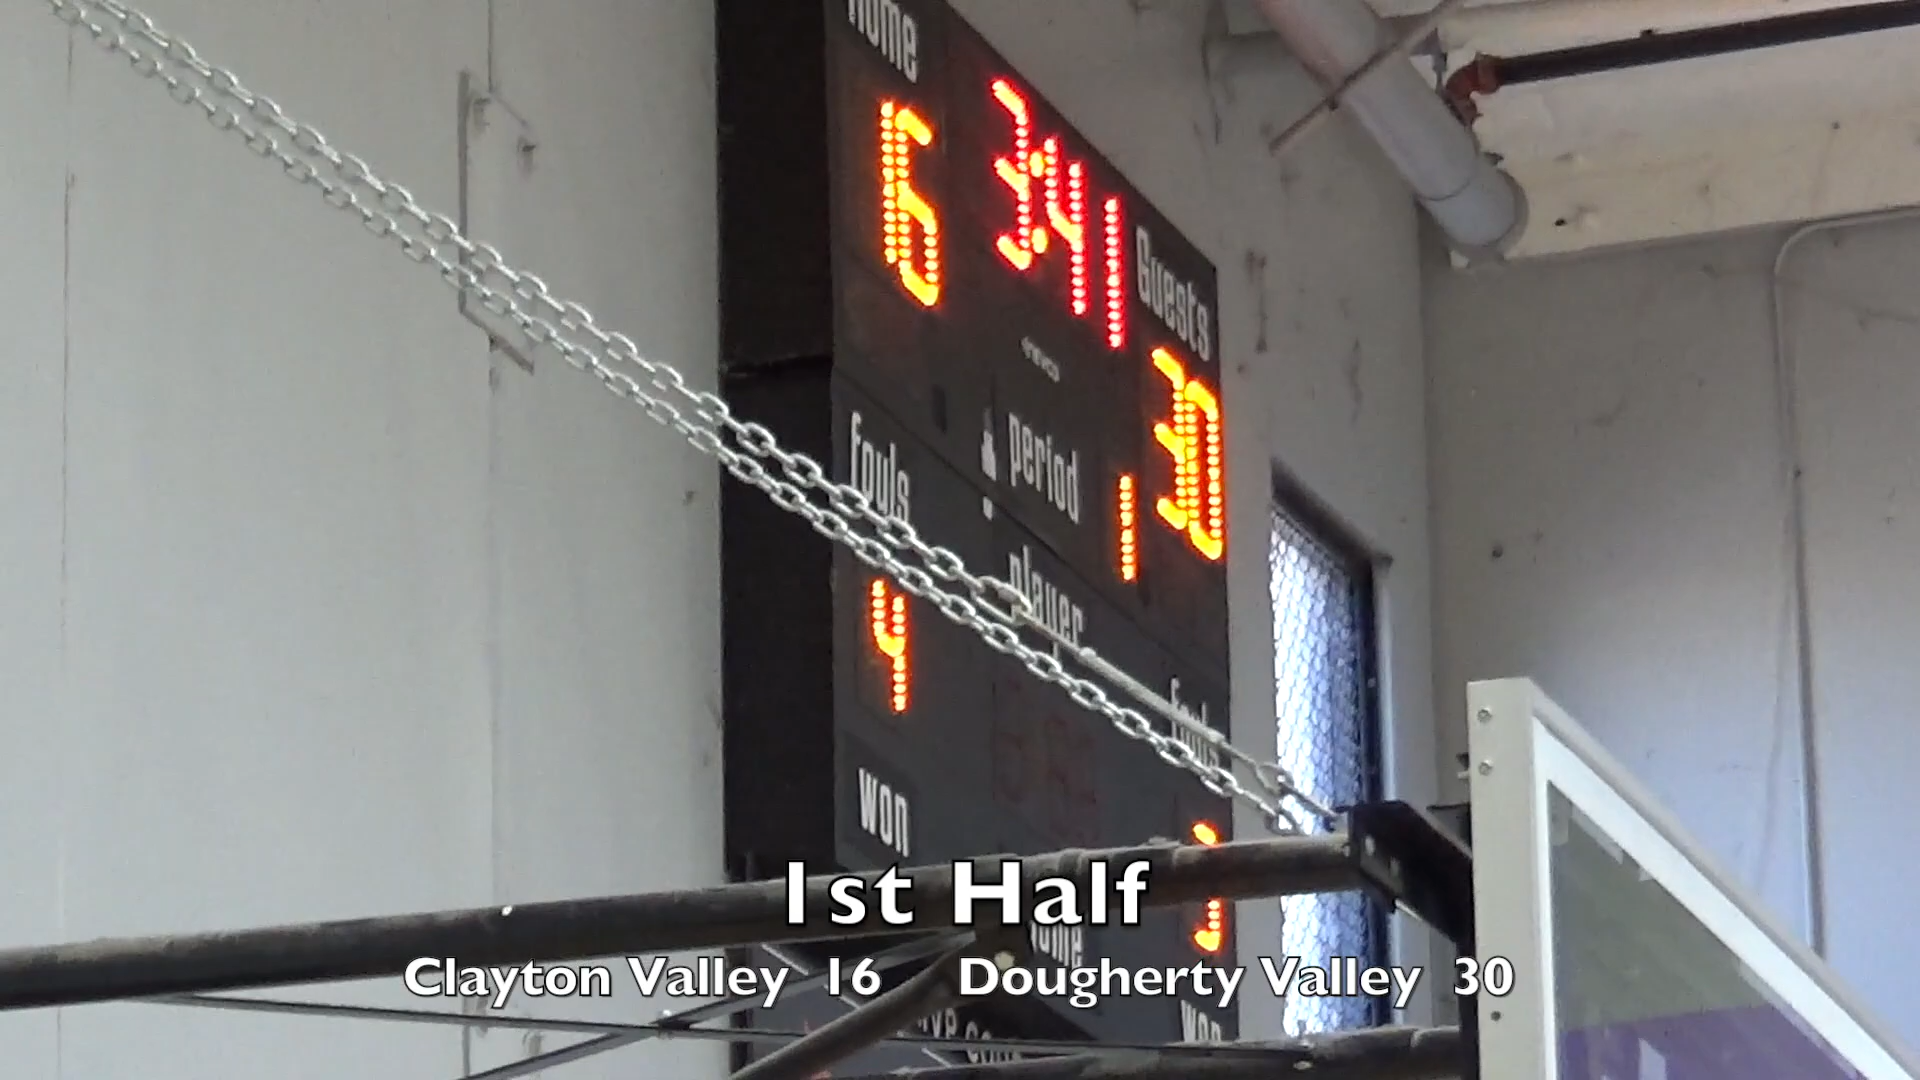 Home
16
3:41
Guests
30
period
1
fouls
4
player
fouls
won
1st Half
Clayton Valley 16 Dougherty Valley 30
won